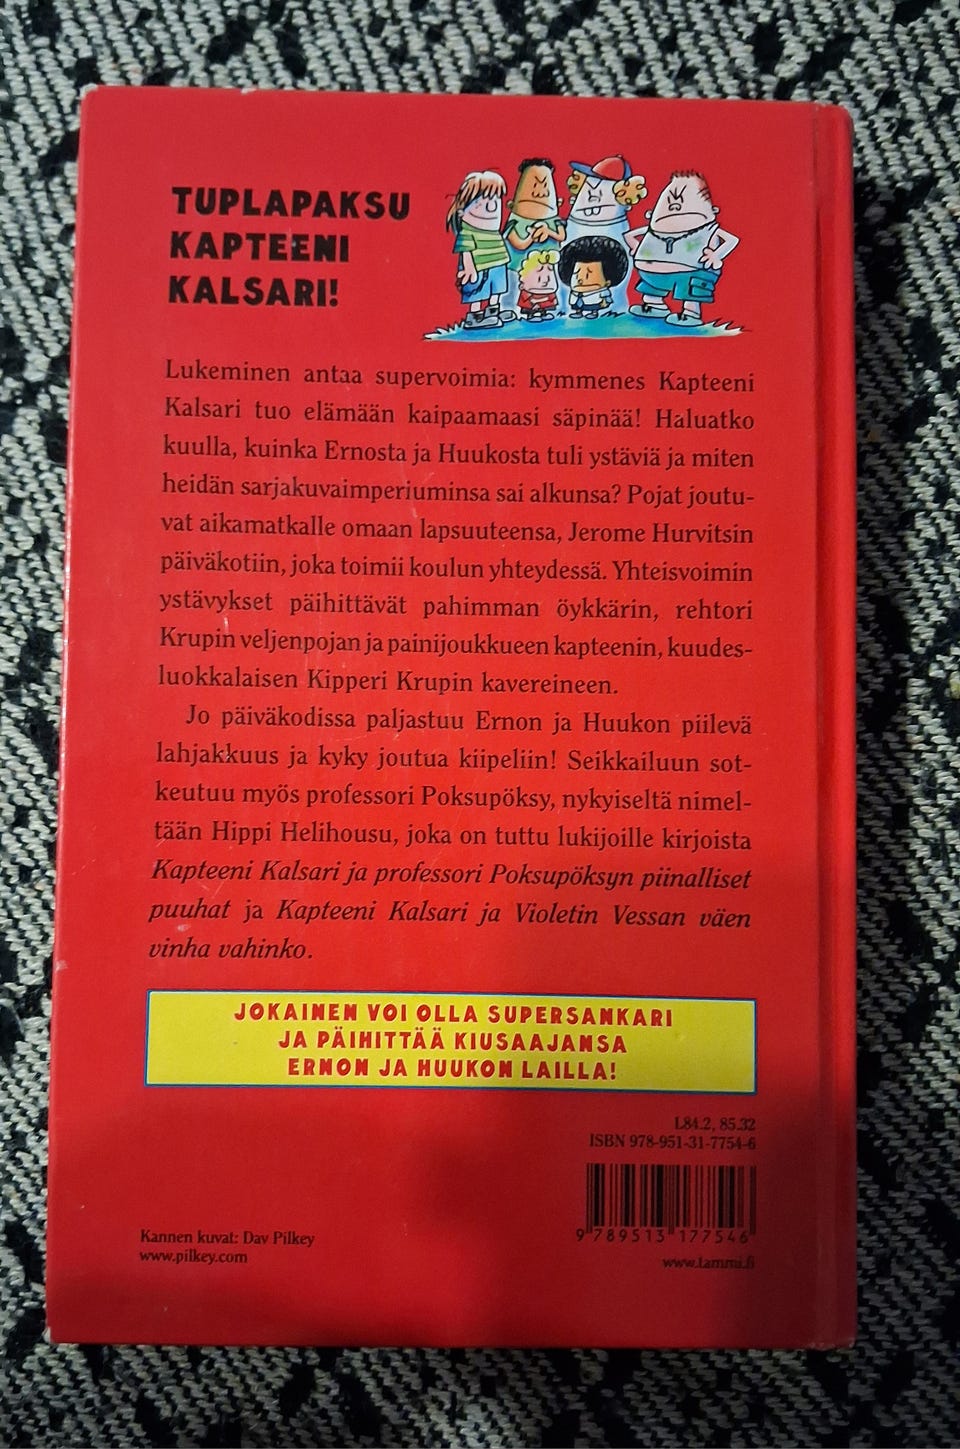 TUPLAPAKSU
KAPTEENI
KALSARI!
Lukeminen antaa supervoimia: kymmenes Kapteeni
Kalsari tuo elämään kaipaamaasi säpinää! Haluatko
kuulla, kuinka Ernosta ja Huukosta tuli ystäviä ja miten
heidän sarjakuvaimperiuminsa sai alkunsa? Pojat joutu-
vat aikamatkalle omaan lapsuuteensa, Jerome Hurvitsin
päiväkotiin, joka toimii koulun yhteydessä. Yhteisvoimin
ystävykset päihittävät pahimman öykkärin, rehtori
Krupin veljenpojan ja painijoukkueen kapteenin, kuudes-
luokkalaisen Kipperi Krupin kavereineen.
Jo päiväkodissa paljastuu Ernon ja Huukon piilevä
lahjakkuus ja kyky joutua kiipeliin! Seikkailuun sot-
keutuu myös professori Poksupöksy, nykyiseltä nimel-
tään Hippi Helihousu, joka on tuttu lukijoille kirjoista
Kapteeni Kalsari ja professori Poksupöksyn piinalliset
puuhat ja Kapteeni Kalsari ja Violetin Vessan väen
vinha vahinko.
JOKAINEN VOI OLLA SUPERSANKARI
JA PÄIHITTÄÄ KIUSAAJANSA
ERNON JA HUUKON LAILLA!
L84.2, 85.32
ISBN 978-951-31-7754-6
9 789513 177546
Kannen kuvat: Dav Pilkey
www.pilkey.com
www.tammi.fi